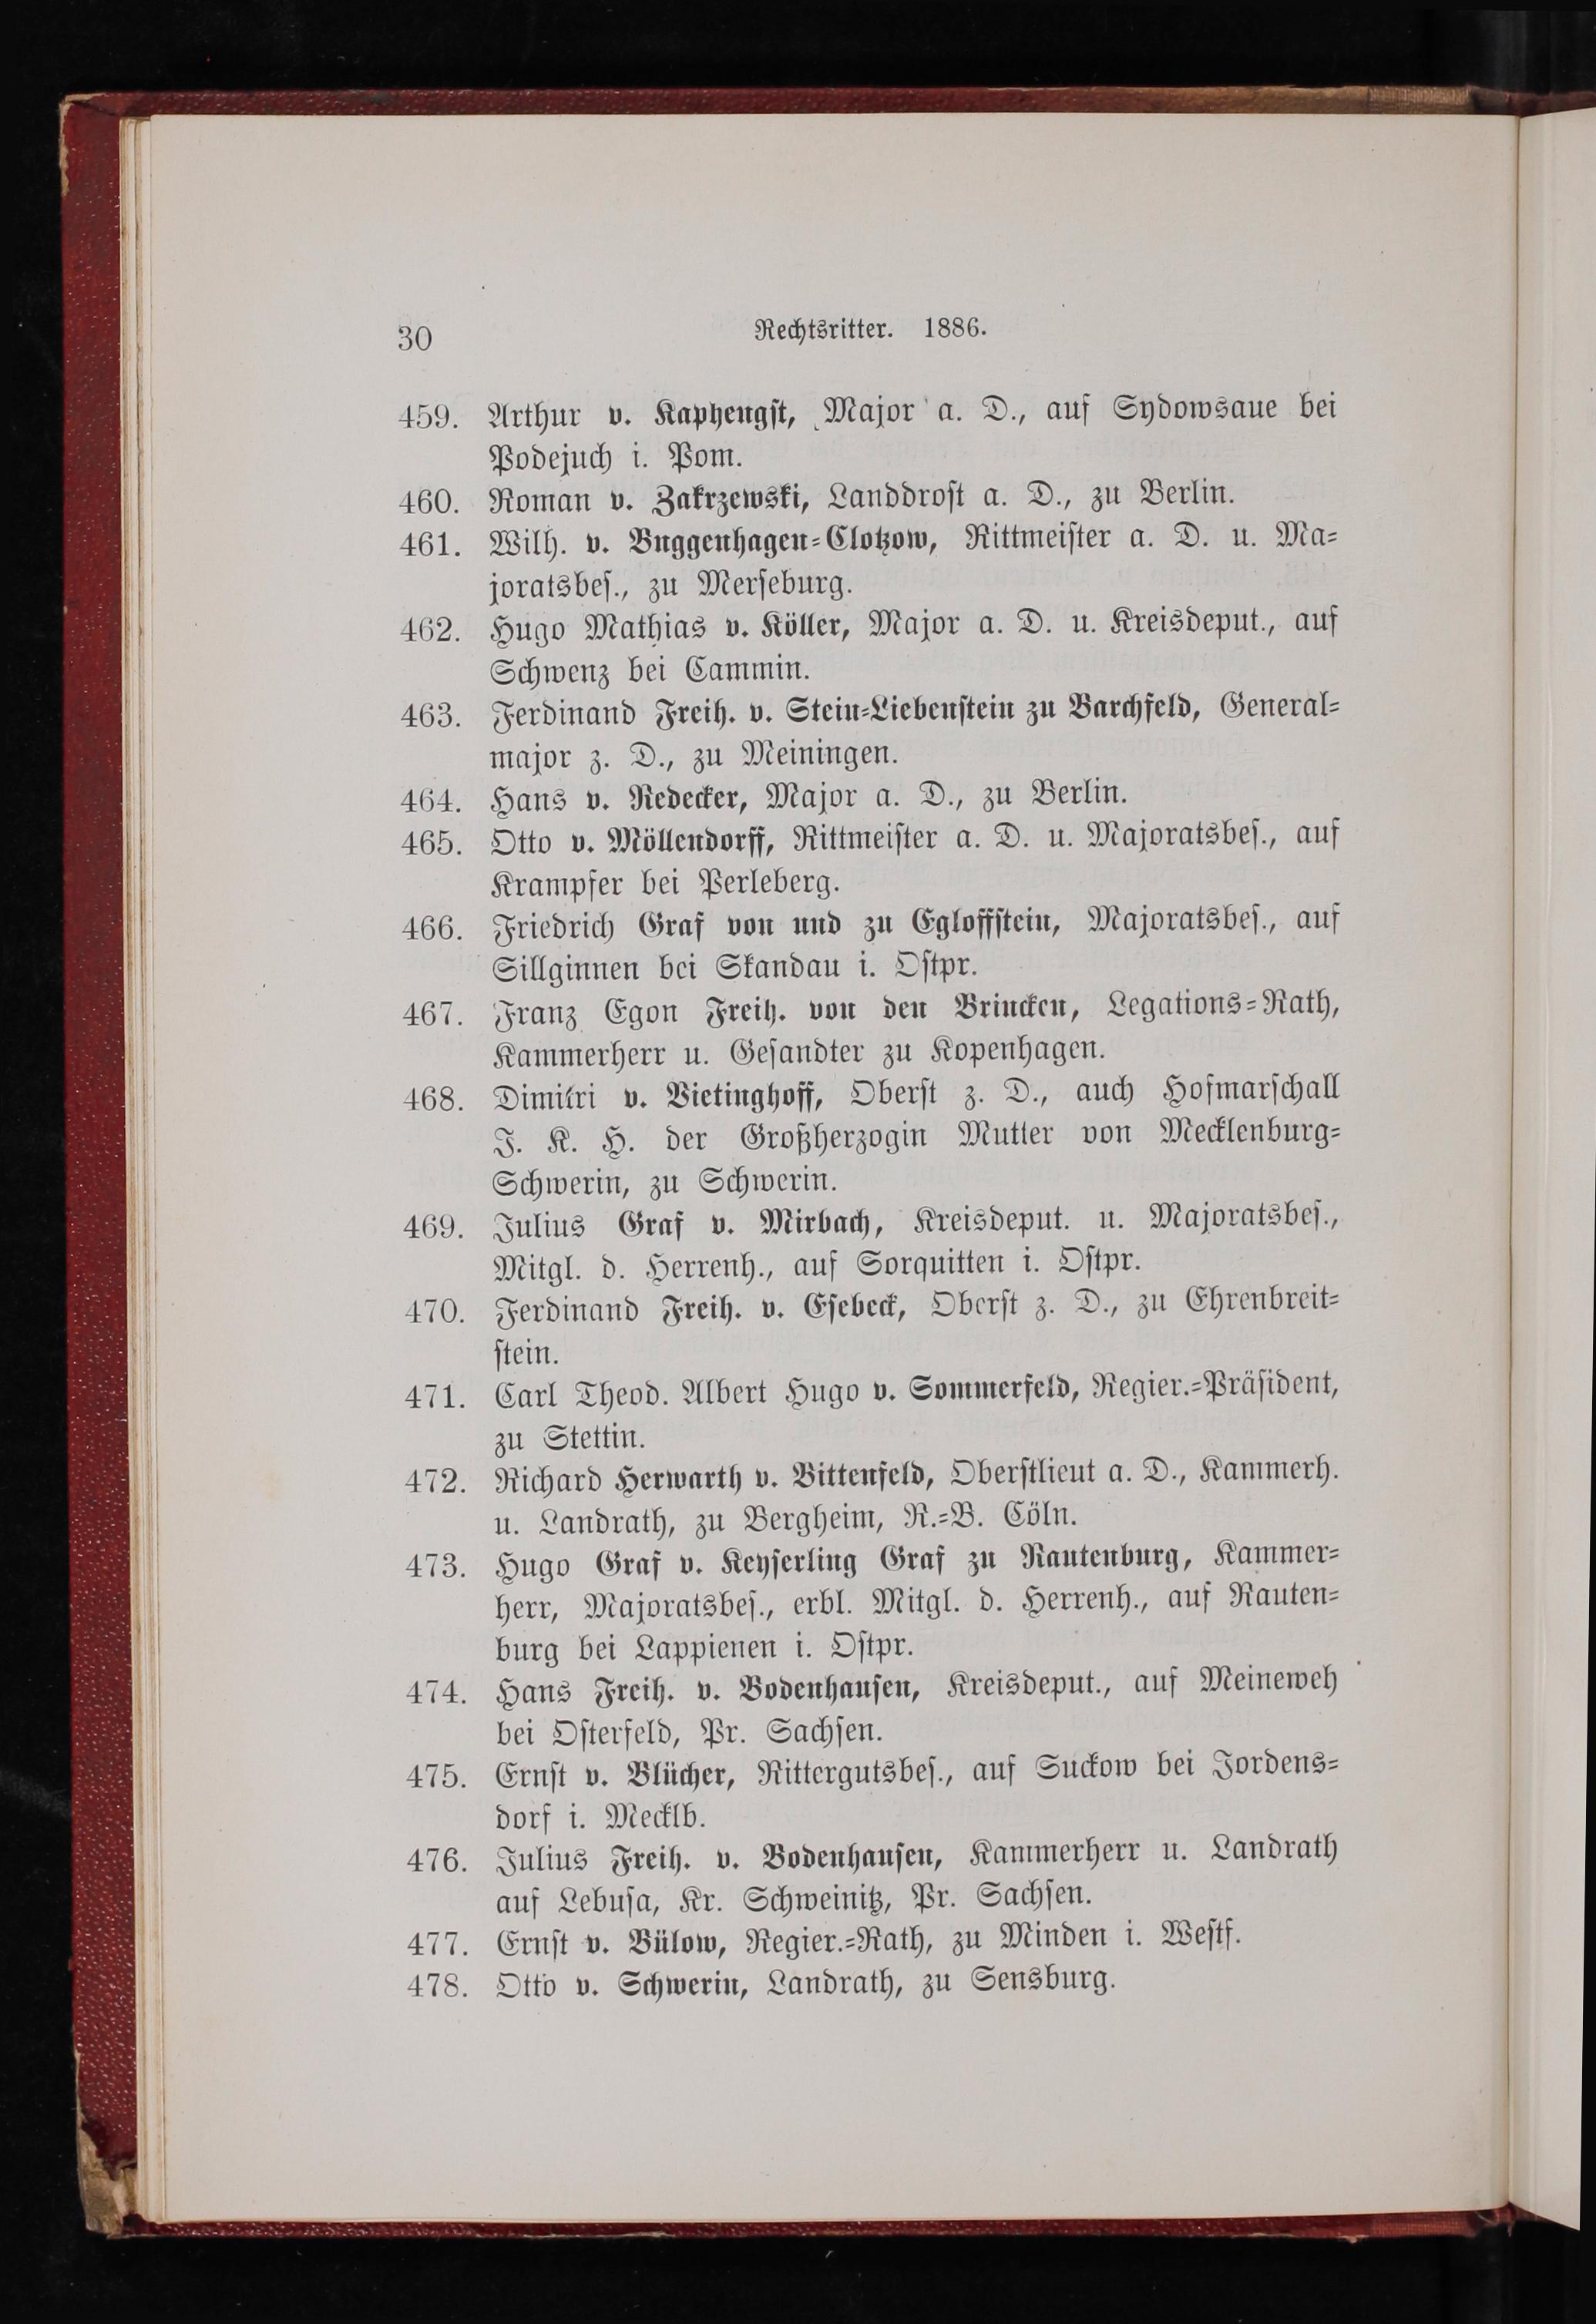 30
Rechtsritter. 1886.
459. Arthur v. Kaphengst, Major a. D., auf Sydowsaue bei
Podejuch i. Pom.
460. Roman v. Zakrzewski, Landdrost a. D., zu Berlin.
461. Wilh. v. Buggenhagen-Clotzow, Rittmeister a. D. u. Ma-
joratsbes., zu Merseburg.
462. Hugo Mathias v. Köller, Major a. D. u. Kreisdeput., auf
Schwenz bei Cammin.
463. Ferdinand Freih. v. Stein-Liebenstein zu Barchfeld, General-
major z. D., zu Meiningen.
464. Hans v. Redecker, Major a. D., zu Berlin.
465. Otto v. Möllendorff, Rittmeister a. D. u. Majoratsbes., auf
Krampfer bei Perleberg.
466. Friedrich Graf von und zu Egloffstein, Majoratsbes., auf
Sillginnen bei Skandau i. Ostpr.
467. Franz Egon Freih. von den Brincken, Legations-Rath,
Kammerherr u. Gesandter zu Kopenhagen.
468. Dimitri v. Vietinghoff, Oberst z. D., auch Hofmarschall
J. K. H. der Großherzogin Mutter von Mecklenburg-
Schwerin, zu Schwerin.
469. Julius Graf v. Mirbach, Kreisdeput. u. Majoratsbes.,
Mitgl. d. Herrenh., auf Sorquitten i. Ostpr.
470. Ferdinand Freih. v. Esebeck, Oberst z. D., zu Ehrenbreit-
stein.
471. Carl Theod. Albert Hugo v. Sommerfeld, Regier.-Präsident,
zu Stettin.
472. Richard Herwarth v. Bittenfeld, Oberstlieut a. D., Kammerh.
u. Landrath, zu Bergheim, R.-B. Cöln.
473. Hugo Graf v. Keyserling Graf zu Rautenburg, Kammer-
herr, Majoratsbes., erbl. Mitgl. d. Herrenh., auf Rauten-
burg bei Lappienen i. Ostpr.
474. Hans Freih. v. Bodenhausen, Kreisdeput., auf Meineweh
bei Osterfeld, Pr. Sachsen.
475. Ernst v. Blücher, Rittergutsbes., auf Suckow bei Jordens-
dorf i. Mecklb.
476. Julius Freih. v. Bodenhausen, Kammerherr u. Landrath
auf Lebusa, Kr. Schweinitz, Pr. Sachsen.
477. Ernst v. Bülow, Regier.-Rath, zu Minden i. Westf.
478. Otto v. Schwerin, Landrath, zu Sensburg.